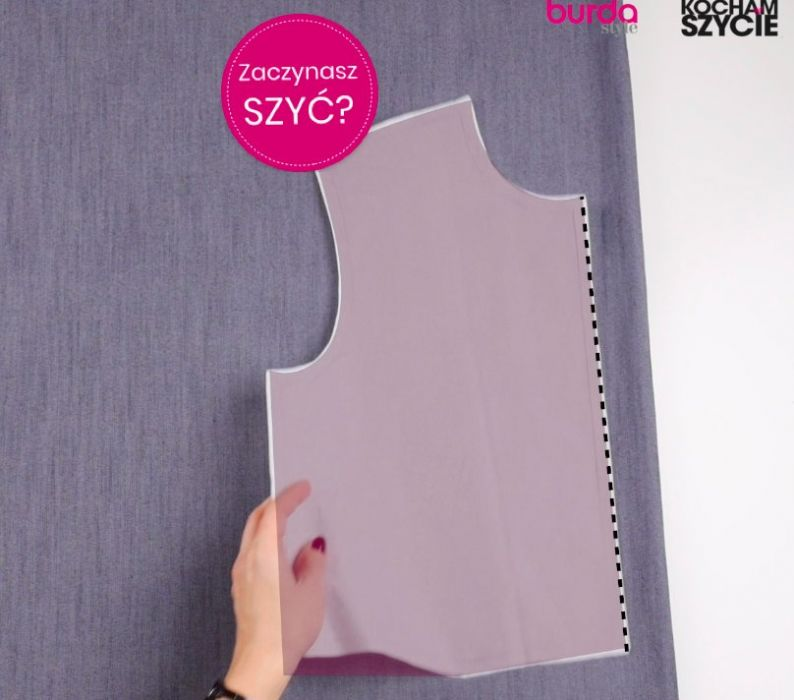 burda
style
KOCHAM
SZYCIE
Zaczynasz
SZYĆ?